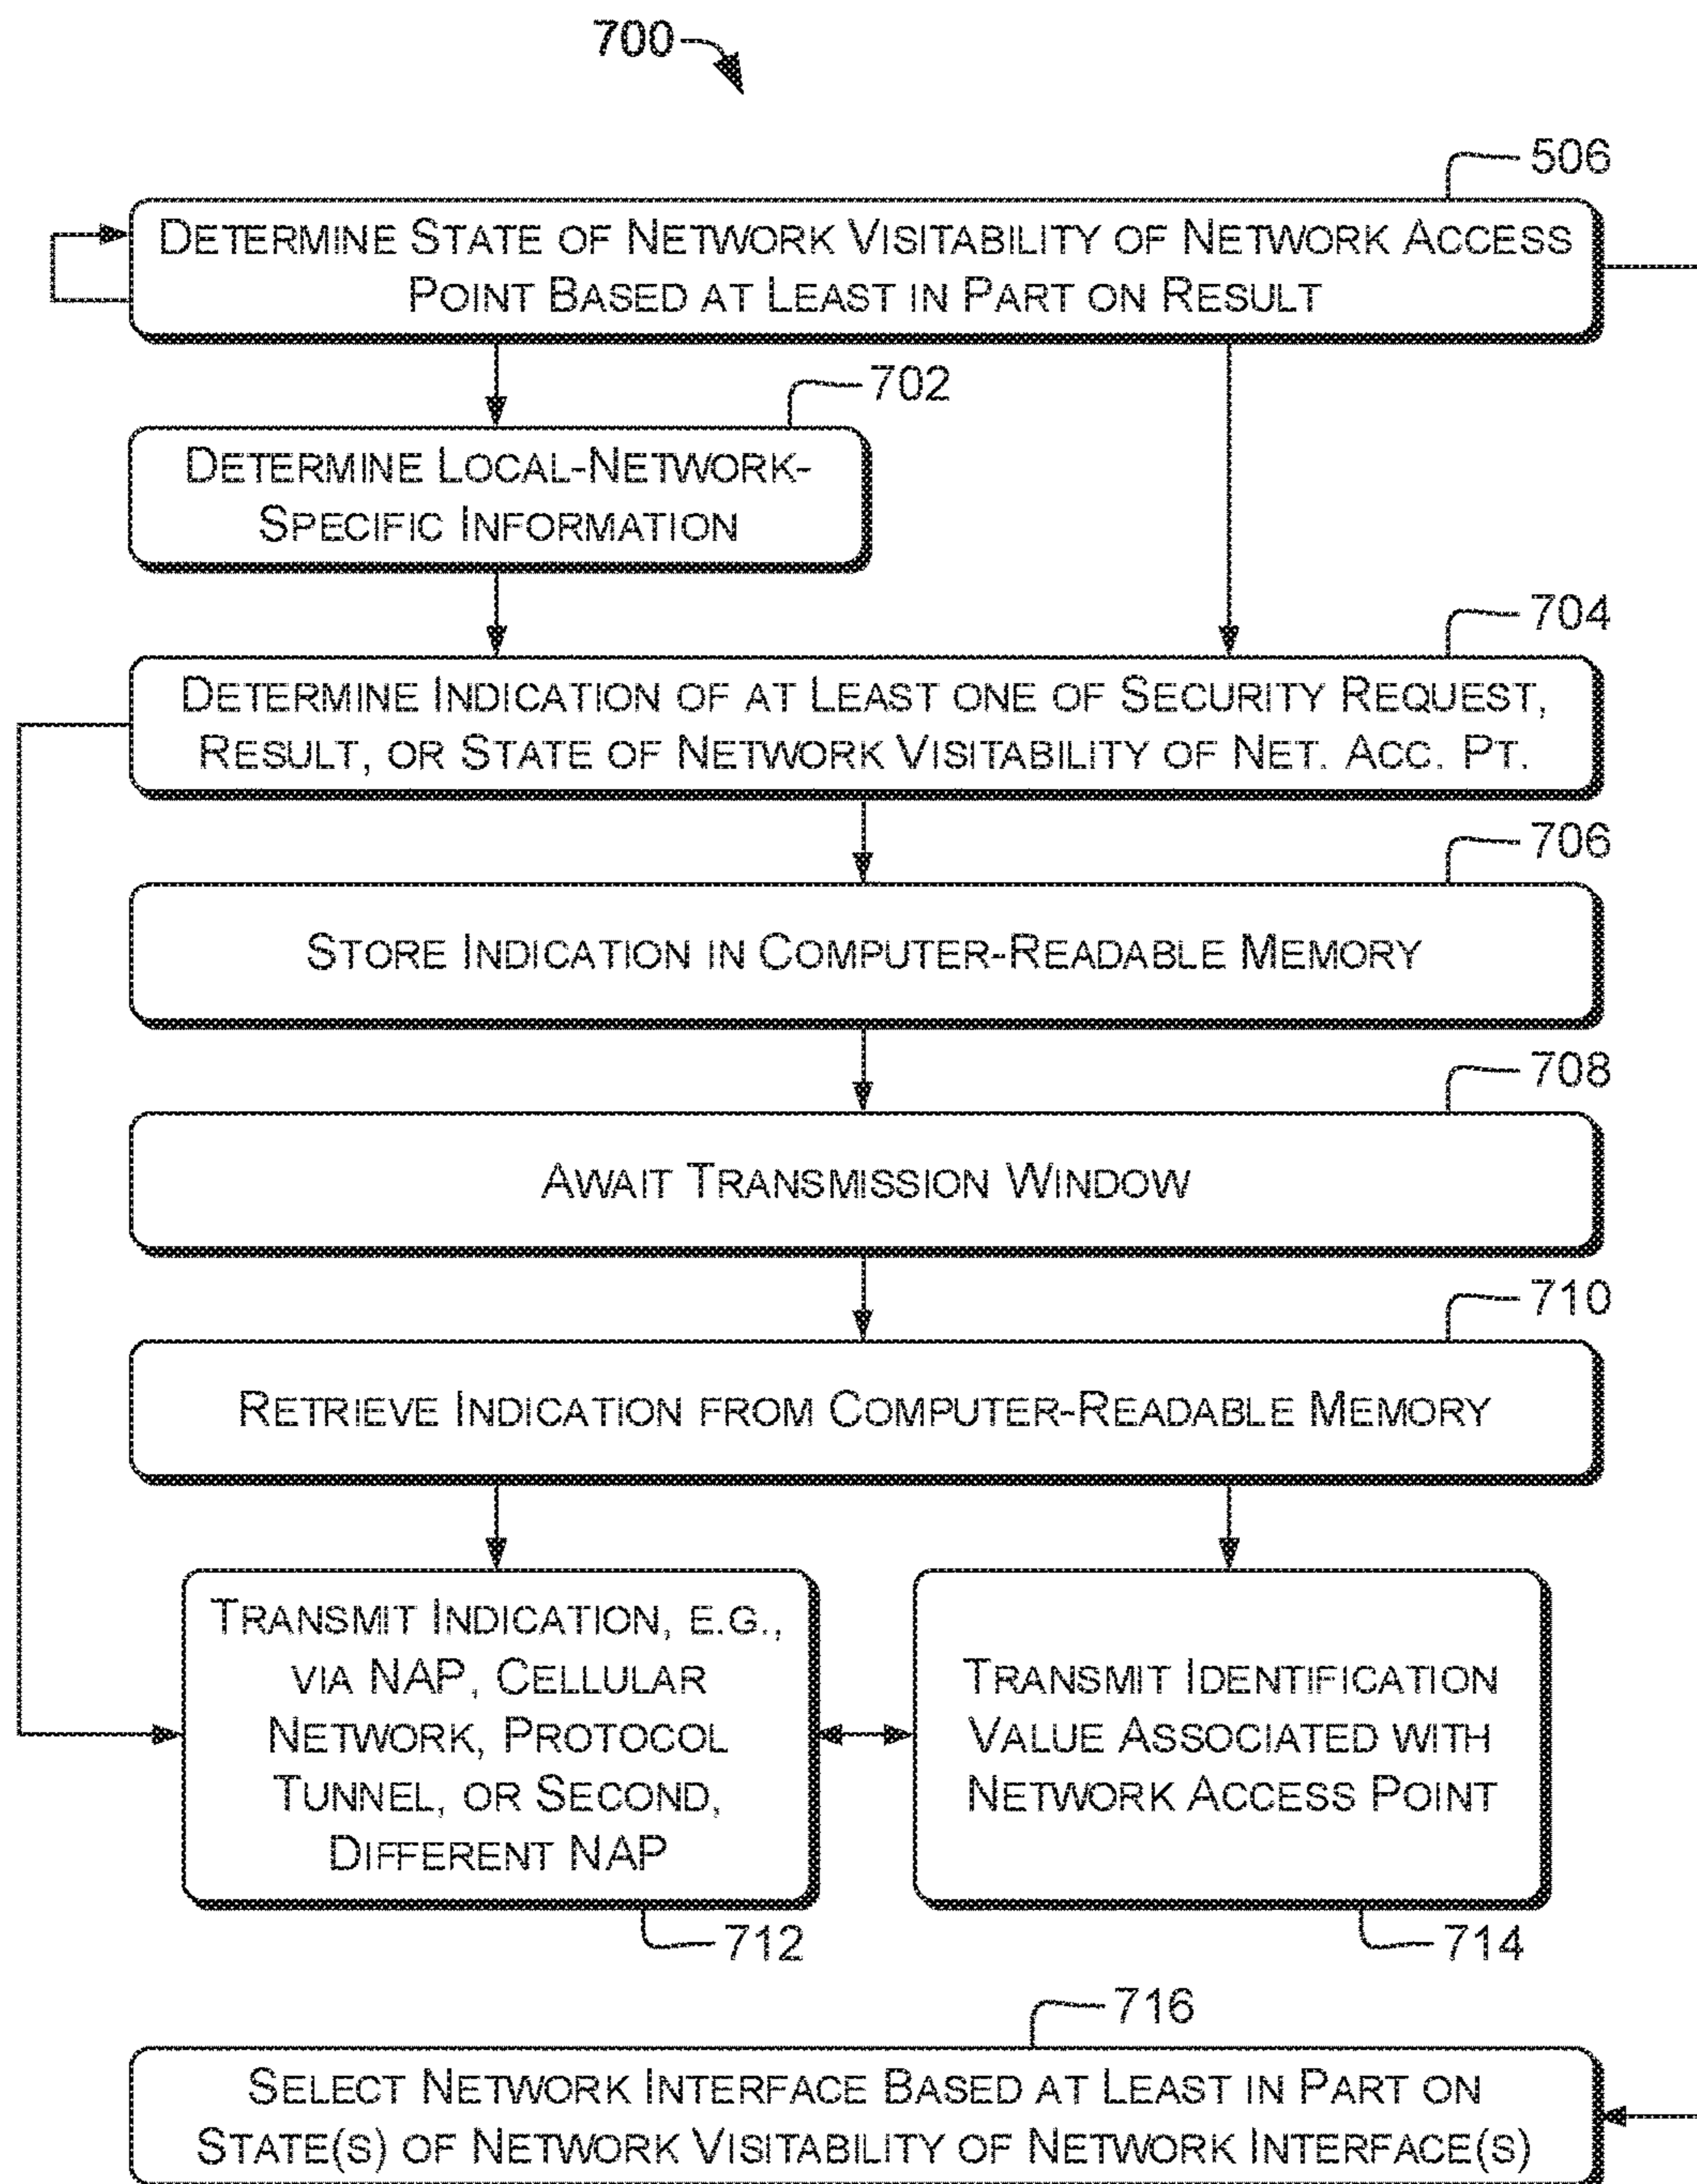 700
506
DETERMINE STATE OF NETWORK VISITABILITY OF NETWORK ACCESS
POINT BASED AT LEAST IN PART ON RESULT
702
DETERMINE LOCAL-NETWORK-
SPECIFIC INFORMATION
704
DETERMINE INDICATION OF AT LEAST ONE OF SECURITY REQUEST,
RESULT, OR STATE OF NETWORK VISITABILITY OF NET. ACC. PT.
706
STORE INDICATION IN COMPUTER-READABLE MEMORY
708
AWAIT TRANSMISSION WINDOW
710
RETRIEVE INDICATION FROM COMPUTER-READABLE MEMORY
TRANSMIT INDICATION, E.G.,
VIA NAP, CELLULAR
NETWORK, PROTOCOL
TUNNEL, OR SECOND,
DIFFERENT NAP
712
TRANSMIT IDENTIFICATION
VALUE ASSOCIATED WITH
NETWORK ACCESS POINT
714
716
SELECT NETWORK INTERFACE BASED AT LEAST IN PART ON
STATE(S) OF NETWORK VISITABILITY OF NETWORK INTERFACE(S)